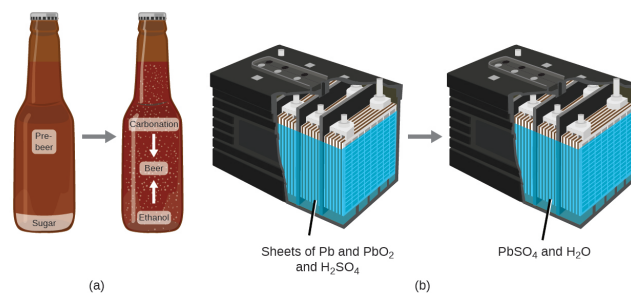 Pre-
beer
Sugar
Carbonation
Beer
Ethanol
(a)
Sheets of Pb and PbO₂
and H₂SO₄
PbSO₄ and H₂O
(b)